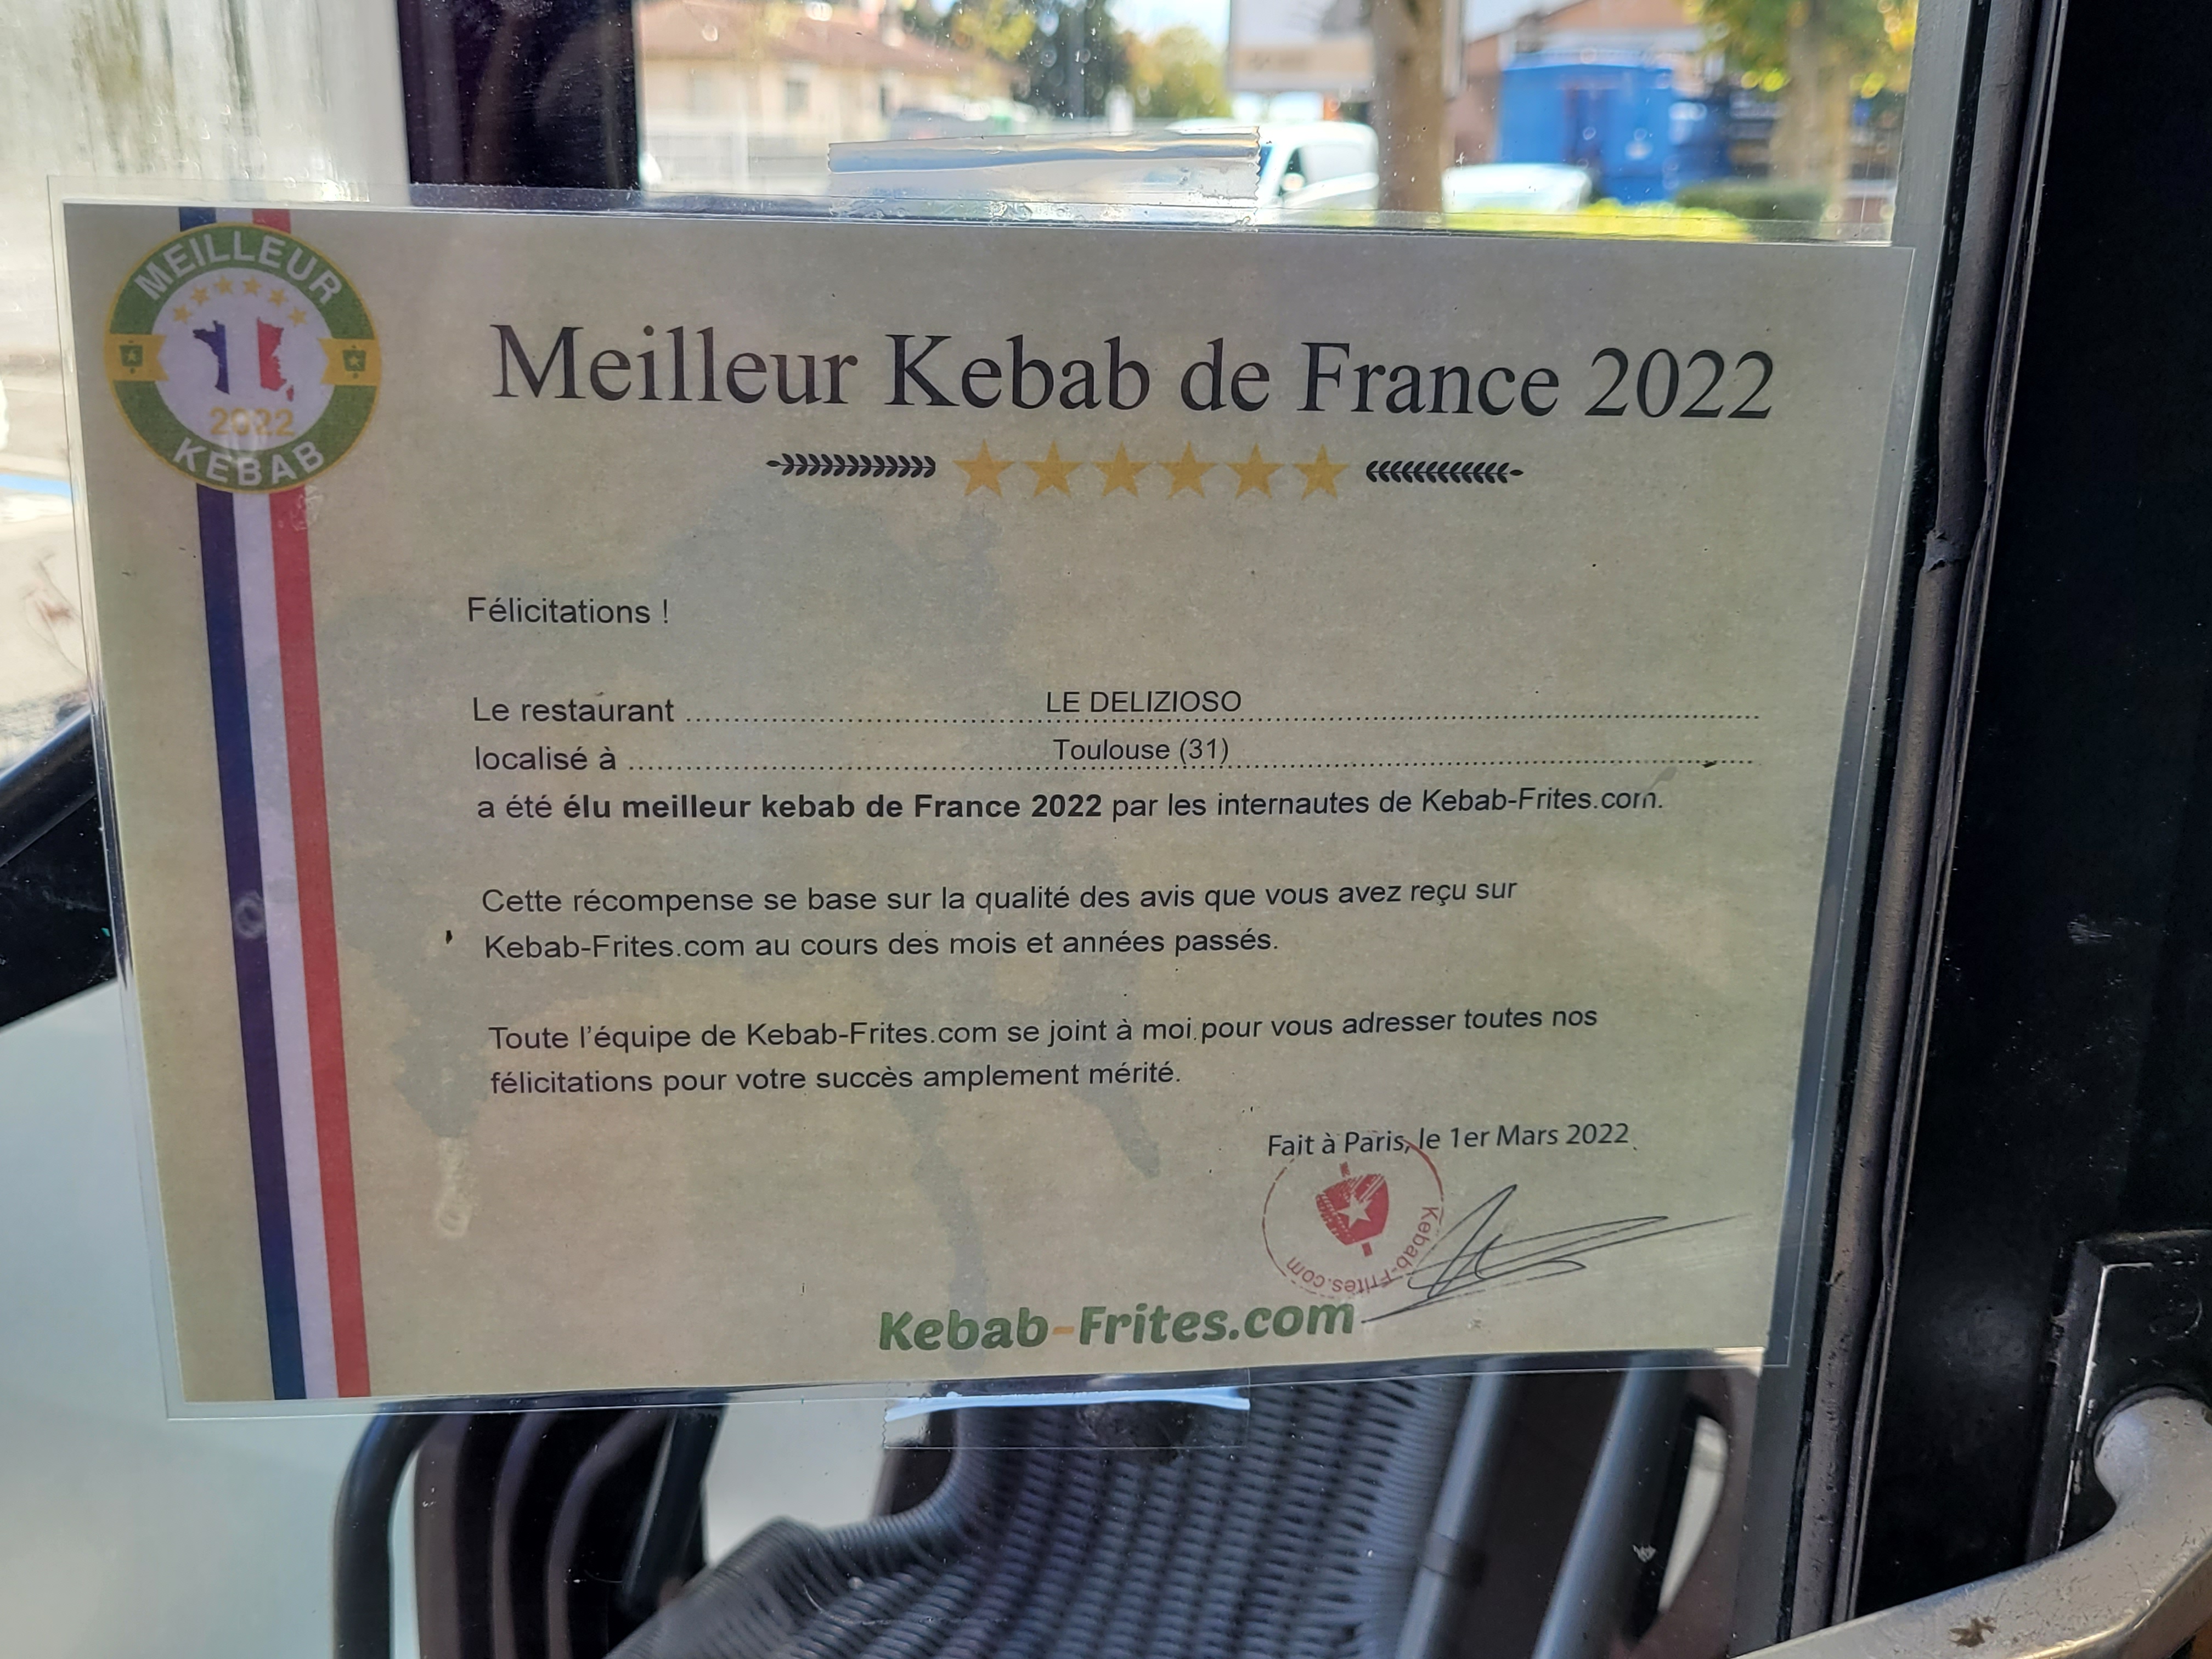 MEILLEUR
2022
KEBAB
Meilleur Kebab de France 2022
Félicitations !
Le restaurant ........ LE DELIZIOSO ........
localisé à ........ Toulouse (31) ........
a été élu meilleur kebab de France 2022 par les internautes de Kebab-Frites.com.
Cette récompense se base sur la qualité des avis que vous avez reçu sur
Kebab-Frites.com au cours des mois et années passés.
Toute l’équipe de Kebab-Frites.com se joint à moi pour vous adresser toutes nos
félicitations pour votre succès amplement mérité.
Fait à Paris, le 1er Mars 2022
Kebab-Frites.com
Kebab-Frites.com